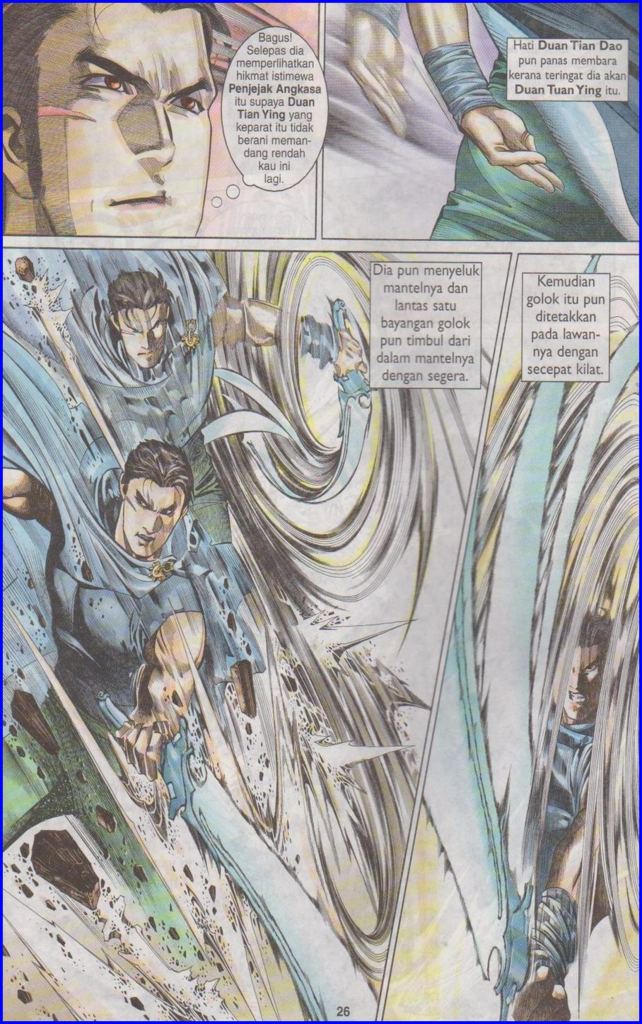 Bagus!
Selepas dia
memperlihatkan
hikmat istimewa
Penjejak Angkasa
itu supaya Duan
Tian Ying yang
keparat itu tidak
berani meman-
dang rendah
kau ini
lagi.
Hati Duan Tian Dao
pun panas membara
kerana teringat dia akan
Duan Tuan Ying itu.
Dia pun menyeluk
mantelnya dan
lantas satu
bayangan golok
pun timbul dari
dalam mantelnya
dengan segera.
Kemudian
golok itu pun
ditetakkan
pada lawan-
nya dengan
secepat kilat.
26